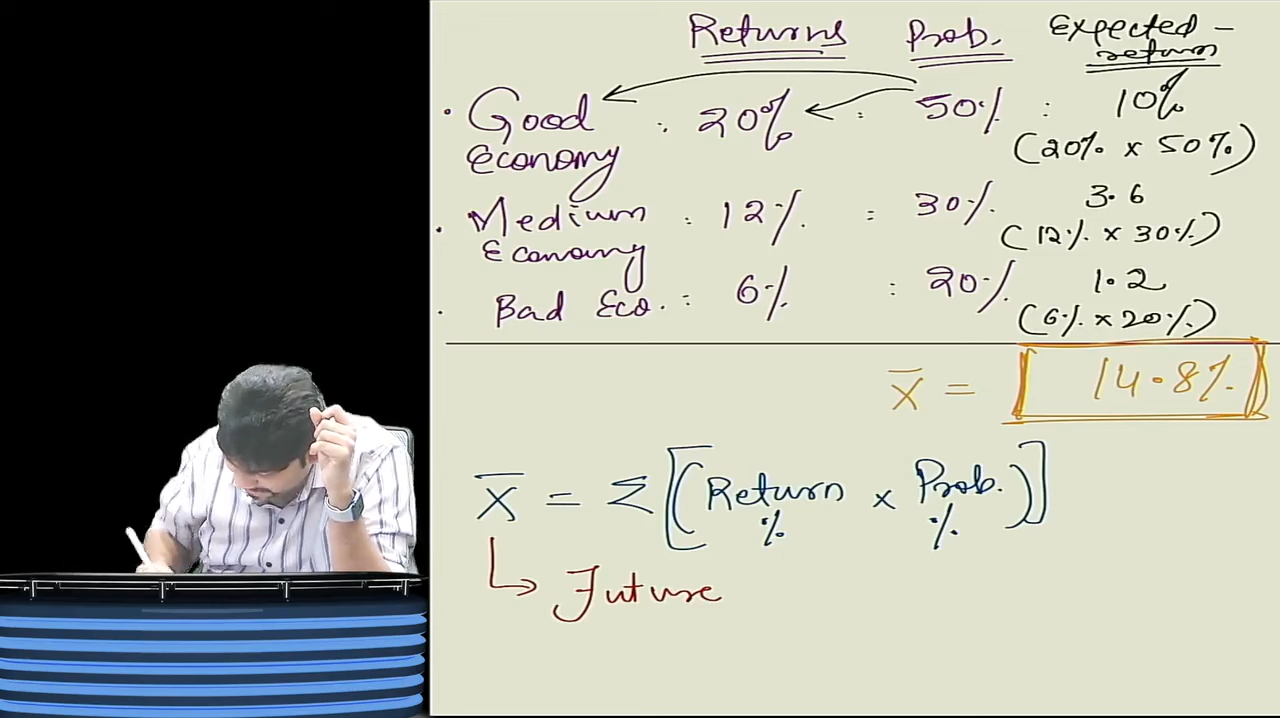 Returns Prob. Expected -
return
· Good : 20% : 50% : 10%
Economy (20% x 50%)
· Medium : 12% : 30% 3.6
Economy (12% x 30%)
· Bad Eco. : 6% : 20% 1.2
(6% x 20%)
x̄ = 14.8%
x̄ = Σ [(Return x Prob.)]
% %
↳ Future